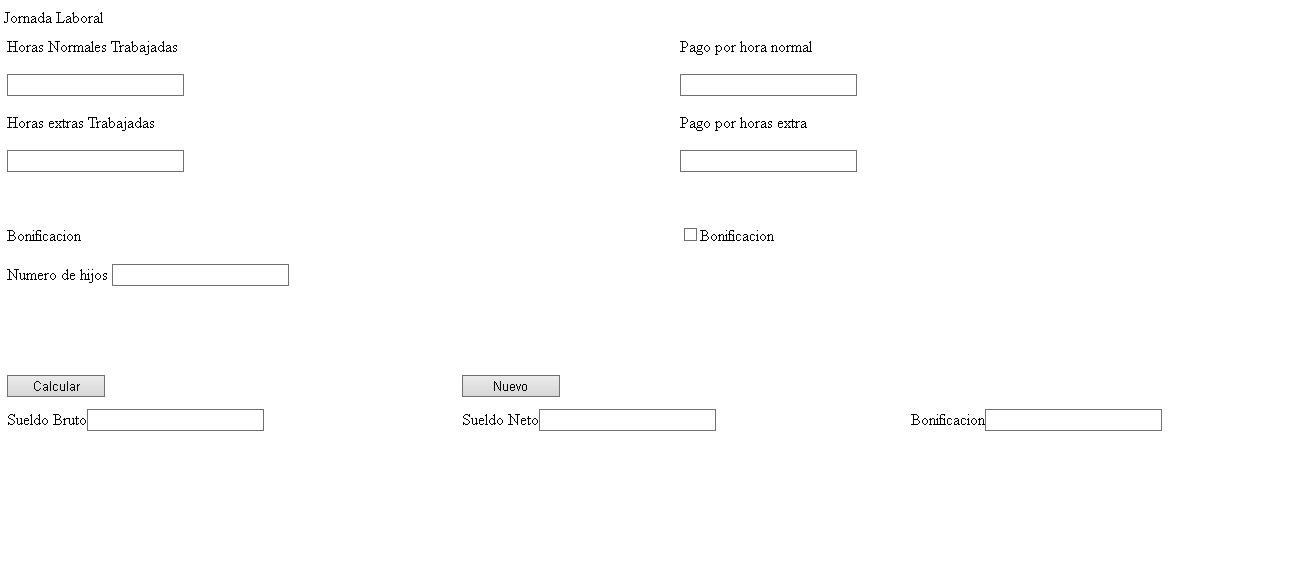 Jornada Laboral
Horas Normales Trabajadas
Pago por hora normal
Horas extras Trabajadas
Pago por horas extra
Bonificacion
Bonificacion
Numero de hijos
Calcular
Nuevo
Sueldo Bruto
Sueldo Neto
Bonificacion